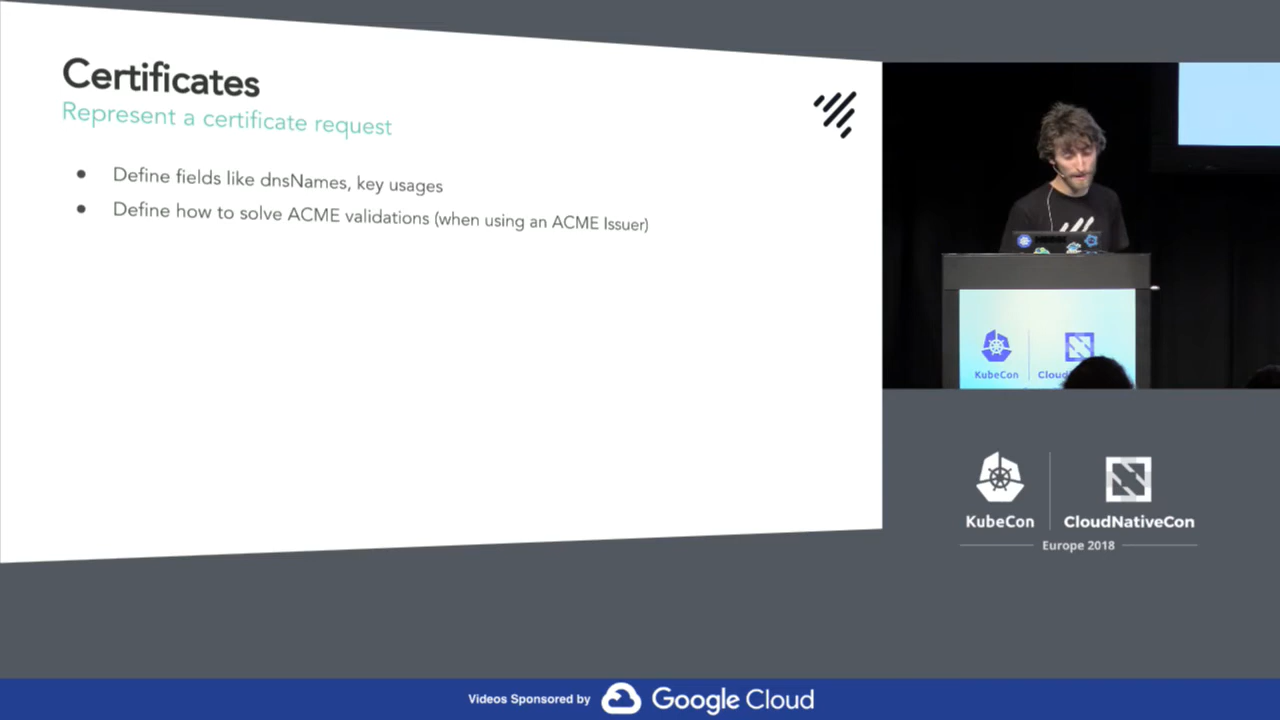 Certificates
Represent a certificate request
• Define fields like dnsNames, key usages
• Define how to solve ACME validations (when using an ACME Issuer)
KubeCon
KubeCon
CloudNativeCon
Europe 2018
Videos Sponsored by Google Cloud